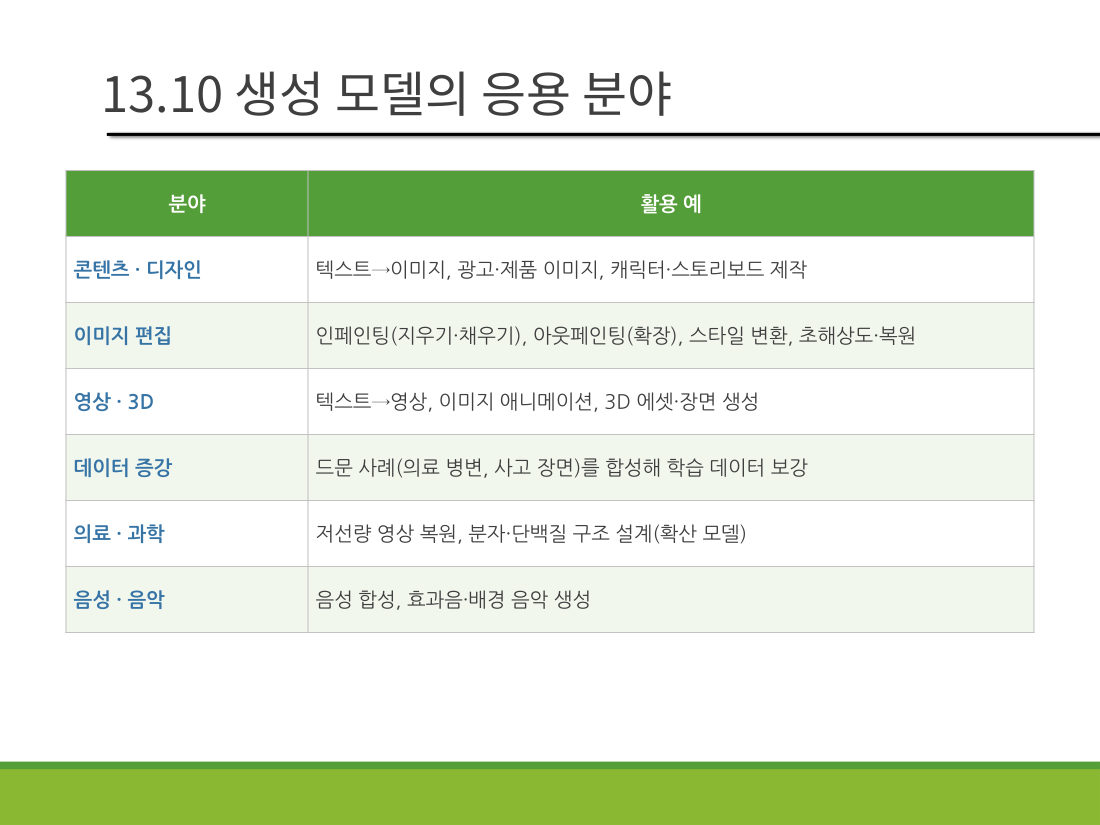 13.10 생성 모델의 응용 분야
분야
활용 예
콘텐츠 · 디자인
텍스트→이미지, 광고·제품 이미지, 캐릭터·스토리보드 제작
이미지 편집
인페인팅(지우기·채우기), 아웃페인팅(확장), 스타일 변환, 초해상도·복원
영상 · 3D
텍스트→영상, 이미지 애니메이션, 3D 에셋·장면 생성
데이터 증강
드문 사례(의료 병변, 사고 장면)를 합성해 학습 데이터 보강
의료 · 과학
저선량 영상 복원, 분자·단백질 구조 설계(확산 모델)
음성 · 음악
음성 합성, 효과음·배경 음악 생성